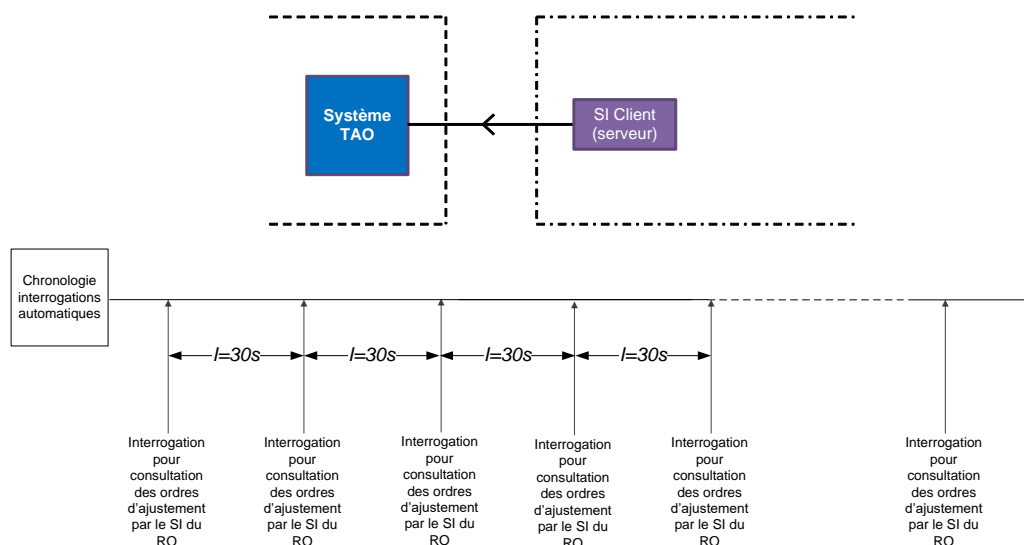 Système
TAO
SI Client
(serveur)
Chronologie
interrogations
automatiques
I=30s
I=30s
I=30s
I=30s
Interrogation
pour
consultation
des ordres
d'ajustement
par le SI du
RO
Interrogation
pour
consultation
des ordres
d'ajustement
par le SI du
RO
Interrogation
pour
consultation
des ordres
d'ajustement
par le SI du
RO
Interrogation
pour
consultation
des ordres
d'ajustement
par le SI du
RO
Interrogation
pour
consultation
des ordres
d'ajustement
par le SI du
RO
Interrogation
pour
consultation
des ordres
d'ajustement
par le SI du
RO